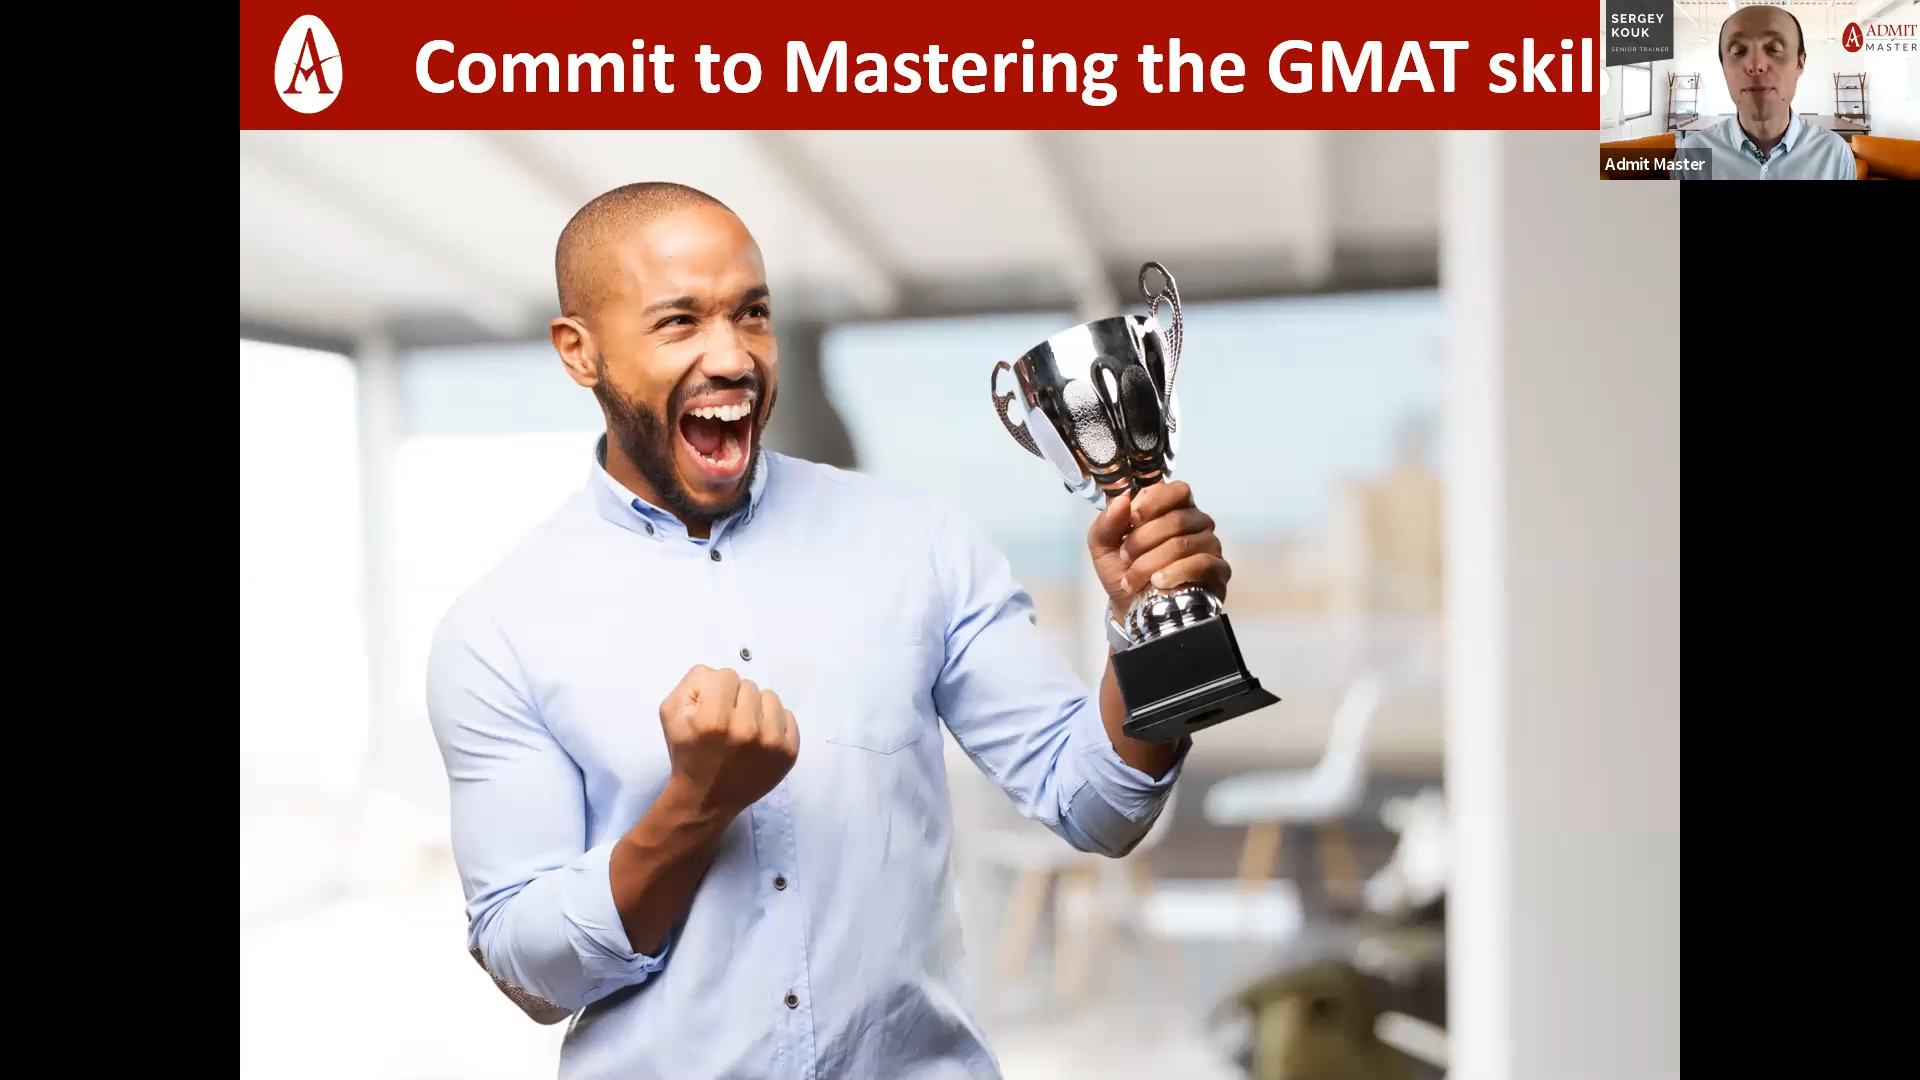 Commit to Mastering the GMAT skil
SERGEY
KOUK
SENIOR TRAINER
ADMIT
MASTER
Admit Master